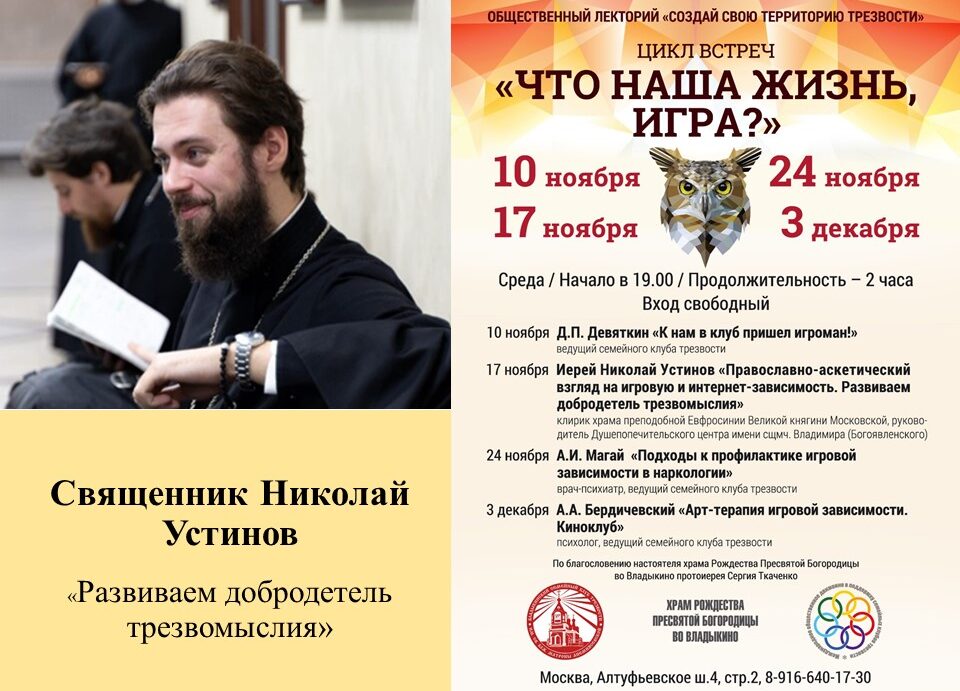 Священник Николай
Устинов
«Развиваем добродетель
трезвомыслия»
ОБЩЕСТВЕННЫЙ ЛЕКТОРИЙ «СОЗДАЙ СВОЮ ТЕРРИТОРИЮ ТРЕЗВОСТИ»
ЦИКЛ ВСТРЕЧ
«ЧТО НАША ЖИЗНЬ,
ИГРА?»
10 ноября
24 ноября
17 ноября
3 декабря
Среда / Начало в 19.00 / Продолжительность – 2 часа
Вход свободный
10 ноября Д.П. Девяткин «К нам в клуб пришел игроман!»
ведущий семейного клуба трезвости
17 ноября Иерей Николай Устинов «Православно-аскетический
взгляд на игровую и интернет-зависимость. Развиваем
добродетель трезвомыслия»
клирик храма преподобной Евфросинии Великой княгини Московской, руково-
дитель Душепопечительского центра имени сщмч. Владимира (Богоявленского)
24 ноября А.И. Магай «Подходы к профилактике игровой
зависимости в наркологии»
врач-психиатр, ведущий семейного клуба трезвости
3 декабря А.А. Бердичевский «Арт-терапия игровой зависимости.
Киноклуб»
психолог, ведущий семейного клуба трезвости
По благословению настоятеля храма Рождества Пресвятой Богородицы
во Владыкино протоиерея Сергия Ткаченко
ХРАМ РОЖДЕСТВА
ПРЕСВЯТОЙ БОГОРОДИЦЫ
ВО ВЛАДЫКИНО
Москва, Алтуфьевское ш.4, стр.2, 8-916-640-17-30